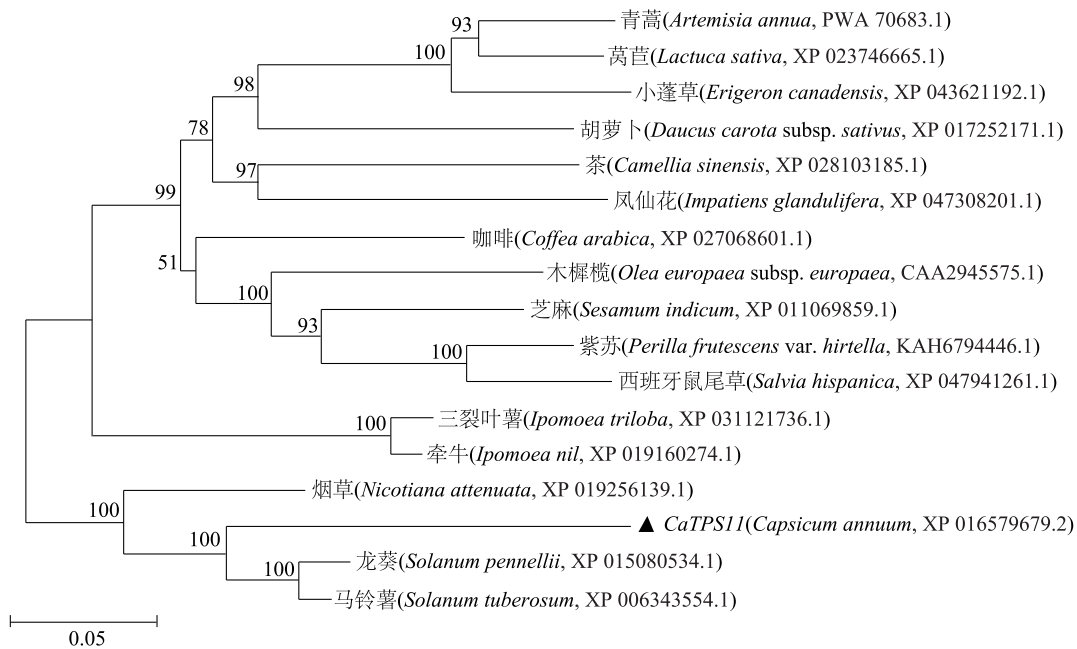 93
青蒿(Artemisia annua, PWA 70683.1)
100
莴苣(Lactuca sativa, XP 023746665.1)
98
小蓬草(Erigeron canadensis, XP 043621192.1)
78
胡萝卜(Daucus carota subsp. sativus, XP 017252171.1)
97
茶(Camellia sinensis, XP 028103185.1)
99
凤仙花(Impatiens glandulifera, XP 047308201.1)
咖啡(Coffea arabica, XP 027068601.1)
51
木樨榄(Olea europaea subsp. europaea, CAA2945575.1)
100
芝麻(Sesamum indicum, XP 011069859.1)
93
紫苏(Perilla frutescens var. hirtella, KAH6794446.1)
100
西班牙鼠尾草(Salvia hispanica, XP 047941261.1)
三裂叶薯(Ipomoea triloba, XP 031121736.1)
100
牵牛(Ipomoea nil, XP 019160274.1)
烟草(Nicotiana attenuata, XP 019256139.1)
100
▲ CaTPS11(Capsicum annuum, XP 016579679.2)
100
龙葵(Solanum pennellii, XP 015080534.1)
100
马铃薯(Solanum tuberosum, XP 006343554.1)
0.05